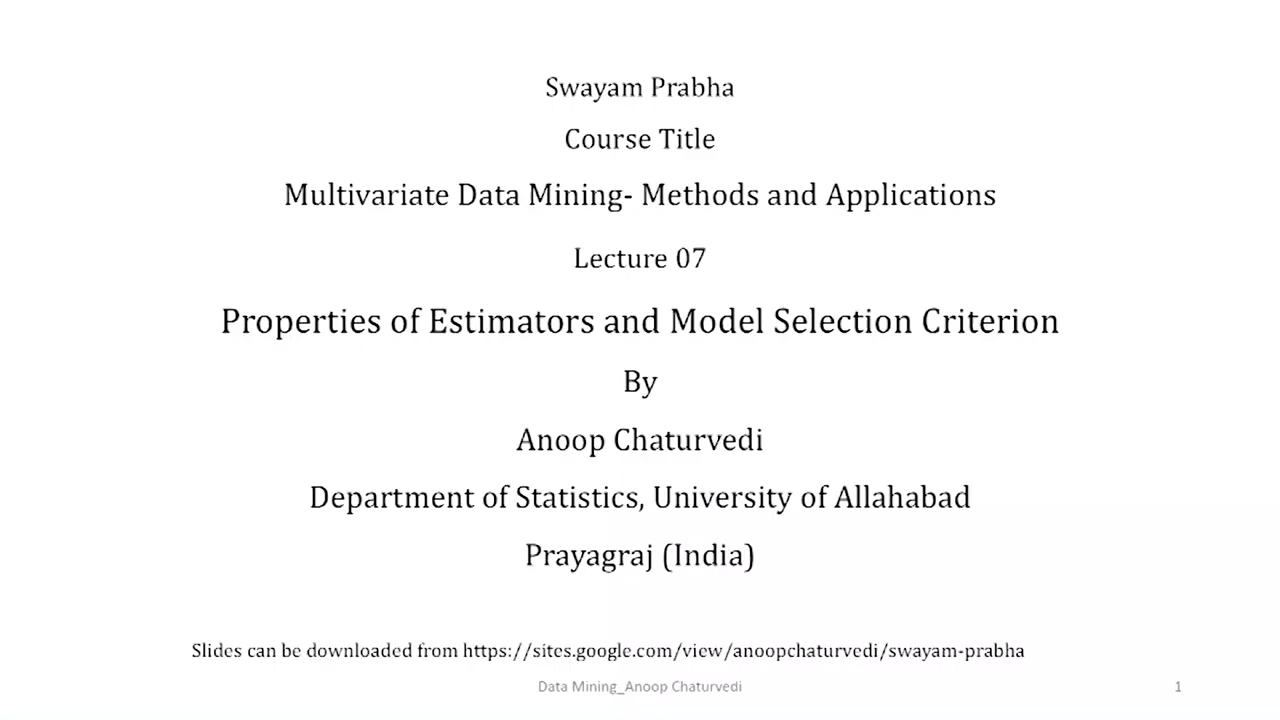 Swayam Prabha
Course Title
Multivariate Data Mining- Methods and Applications
Lecture 07
Properties of Estimators and Model Selection Criterion
By
Anoop Chaturvedi
Department of Statistics, University of Allahabad
Prayagraj (India)
Slides can be downloaded from https://sites.google.com/view/anoopchaturvedi/swayam-prabha
Data Mining_Anoop Chaturvedi
1